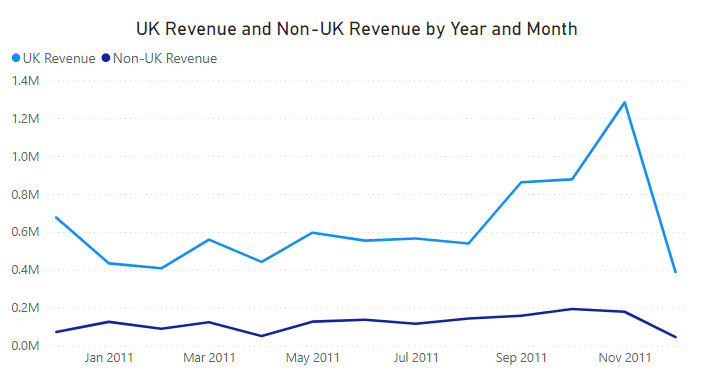 UK Revenue and Non-UK Revenue by Year and Month
UK Revenue Non-UK Revenue
1.4M
1.2M
1.0M
0.8M
0.6M
0.4M
0.2M
0.0M
Jan 2011 Mar 2011 May 2011 Jul 2011 Sep 2011 Nov 2011